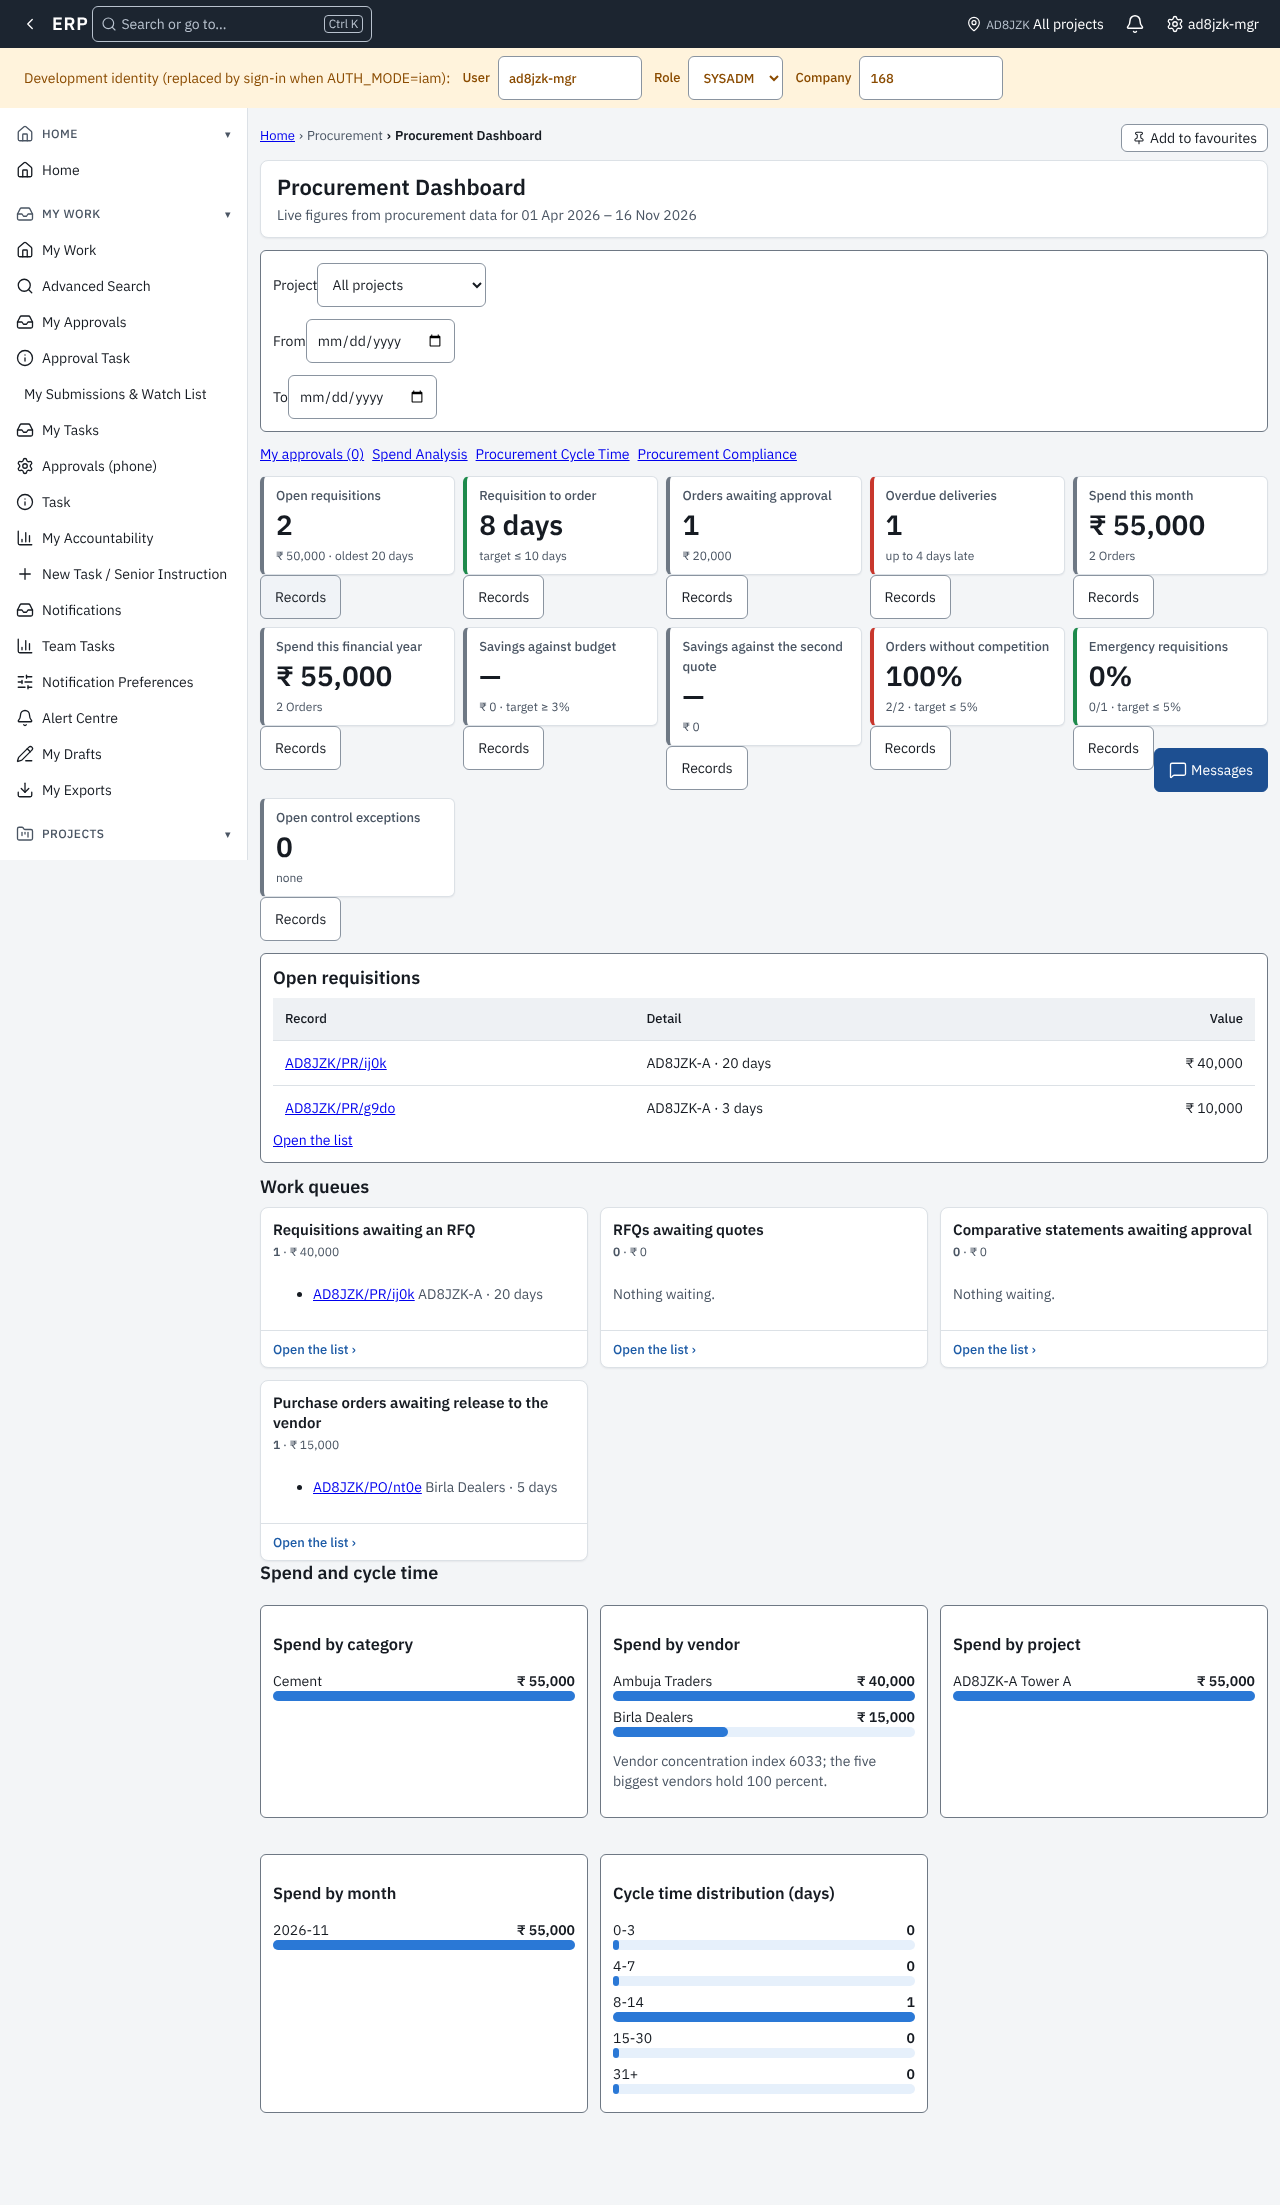 ERP
Search or go to...
Ctrl K
AD8JZK All projects
ad8jzk-mgr
Development identity (replaced by sign-in when AUTH_MODE=iam):
User
ad8jzk-mgr
Role
SYSADM
Company
168
HOME
Home
MY WORK
My Work
Advanced Search
My Approvals
Approval Task
My Submissions & Watch List
My Tasks
Approvals (phone)
Task
My Accountability
New Task / Senior Instruction
Notifications
Team Tasks
Notification Preferences
Alert Centre
My Drafts
My Exports
PROJECTS
Home › Procurement › Procurement Dashboard
Add to favourites
Procurement Dashboard
Live figures from procurement data for 01 Apr 2026 – 16 Nov 2026
Project
All projects
From
mm/dd/yyyy
To
mm/dd/yyyy
My approvals (0)
Spend Analysis
Procurement Cycle Time
Procurement Compliance
Open requisitions
2
₹ 50,000 · oldest 20 days
Records
Requisition to order
8 days
target ≤ 10 days
Records
Orders awaiting approval
1
₹ 20,000
Records
Overdue deliveries
1
up to 4 days late
Records
Spend this month
₹ 55,000
2 Orders
Records
Spend this financial year
₹ 55,000
2 Orders
Records
Savings against budget
—
₹ 0 · target ≥ 3%
Records
Savings against the second
quote
—
₹ 0
Records
Orders without competition
100%
2/2 · target ≤ 5%
Records
Emergency requisitions
0%
0/1 · target ≤ 5%
Records
Messages
Open control exceptions
0
none
Records
Open requisitions
Record
Detail
Value
AD8JZK/PR/ij0k
AD8JZK-A · 20 days
₹ 40,000
AD8JZK/PR/g9do
AD8JZK-A · 3 days
₹ 10,000
Open the list
Work queues
Requisitions awaiting an RFQ
1 · ₹ 40,000
AD8JZK/PR/ij0k AD8JZK-A · 20 days
Open the list ›
RFQs awaiting quotes
0 · ₹ 0
Nothing waiting.
Open the list ›
Comparative statements awaiting approval
0 · ₹ 0
Nothing waiting.
Open the list ›
Purchase orders awaiting release to the
vendor
1 · ₹ 15,000
AD8JZK/PO/nt0e Birla Dealers · 5 days
Open the list ›
Spend and cycle time
Spend by category
Cement
₹ 55,000
Spend by vendor
Ambuja Traders
₹ 40,000
Birla Dealers
₹ 15,000
Vendor concentration index 6033; the five
biggest vendors hold 100 percent.
Spend by project
AD8JZK-A Tower A
₹ 55,000
Spend by month
2026-11
₹ 55,000
Cycle time distribution (days)
0-3
0
4-7
0
8-14
1
15-30
0
31+
0